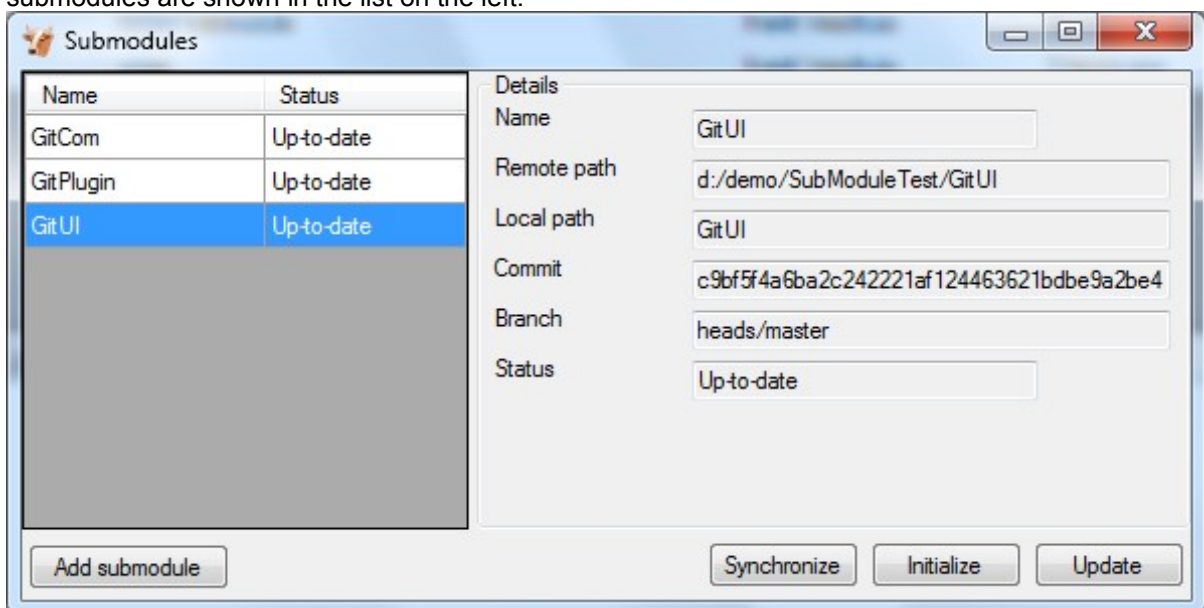 submodules are shown in the list on the left.
Submodules
Name Status
GitCom Up-to-date
GitPlugin Up-to-date
GitUI Up-to-date
Details
Name GitUI
Remote path d:/demo/SubModuleTest/GitUI
Local path GitUI
Commit c9bf5f4a6ba2c242221af124463621bdbe9a2be4
Branch heads/master
Status Up-to-date
Add submodule Synchronize Initialize Update